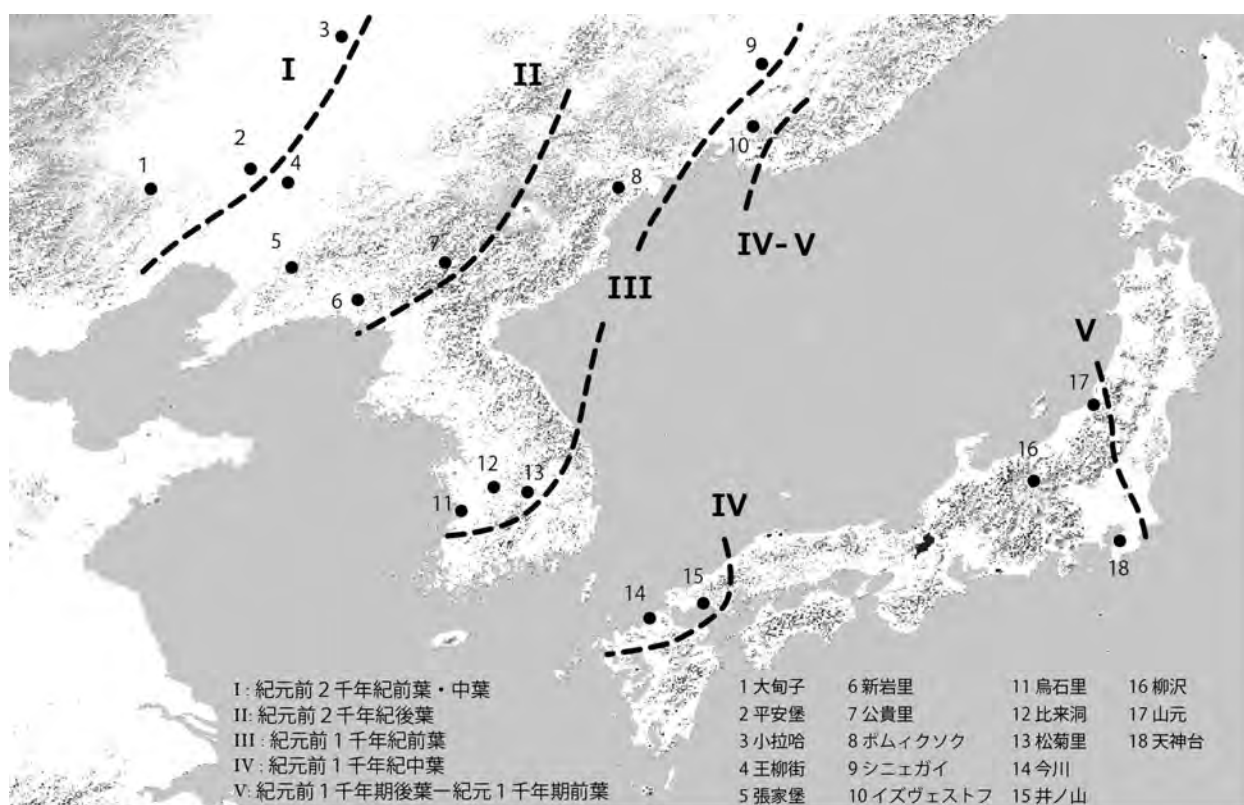 I
II
III
IV-V
IV
V
1
2
3
4
5
6
7
8
9
10
11
12
13
14
15
16
17
18
I : 紀元前2千年紀前葉・中葉
II: 紀元前2千年紀後葉
III : 紀元前1千年紀前葉
IV : 紀元前1千年紀中葉
V: 紀元前1千年期後葉ー紀元1千年期前葉
1 大甸子
2 平安堡
3 小拉哈
4 王柳街
5 張家堡
6 新岩里
7 公貴里
8 ボムィクソク
9 シニェガイ
10 イズヴェストフ
11 烏石里
12 比来洞
13 松菊里
14 今川
15 井ノ山
16 柳沢
17 山元
18 天神台